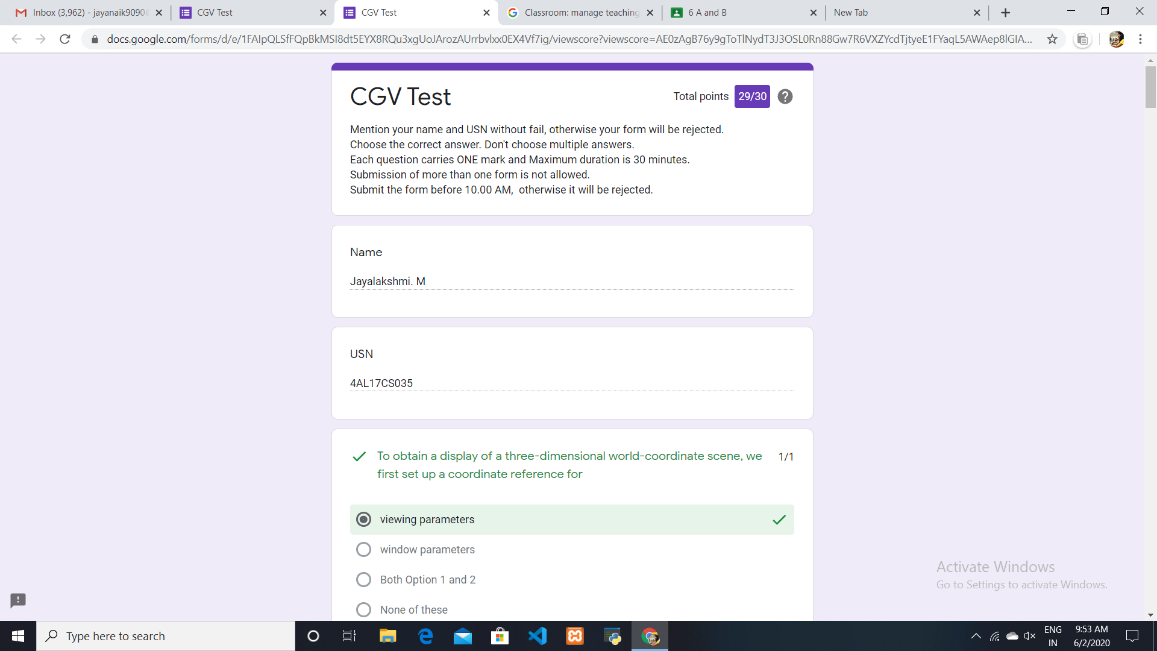 Inbox (3,962) - jayanaik9090
CGV Test
CGV Test
Classroom: manage teaching
6 A and B
New Tab
docs.google.com/forms/d/e/1FAIpQLSfFQpBkMSI8dt5EYX8RQu3xgUoJArozAUrrbvlxx0EX4Vf7ig/viewscore?viewscore=AE0zAgB76y9gToTlNydT3J3OSL0Rn88Gw7R6VXZYcdTjtyeE1FYaqL5AWAep8lGIA...
CGV Test
Total points 29/30
Mention your name and USN without fail, otherwise your form will be rejected.
Choose the correct answer. Don't choose multiple answers.
Each question carries ONE mark and Maximum duration is 30 minutes.
Submission of more than one form is not allowed.
Submit the form before 10.00 AM, otherwise it will be rejected.
Name
Jayalakshmi. M
USN
4AL17CS035
To obtain a display of a three-dimensional world-coordinate scene, we 1/1
first set up a coordinate reference for
viewing parameters
window parameters
Both Option 1 and 2
None of these
Activate Windows
Go to Settings to activate Windows.
Type here to search
ENG
IN
9:53 AM
6/2/2020